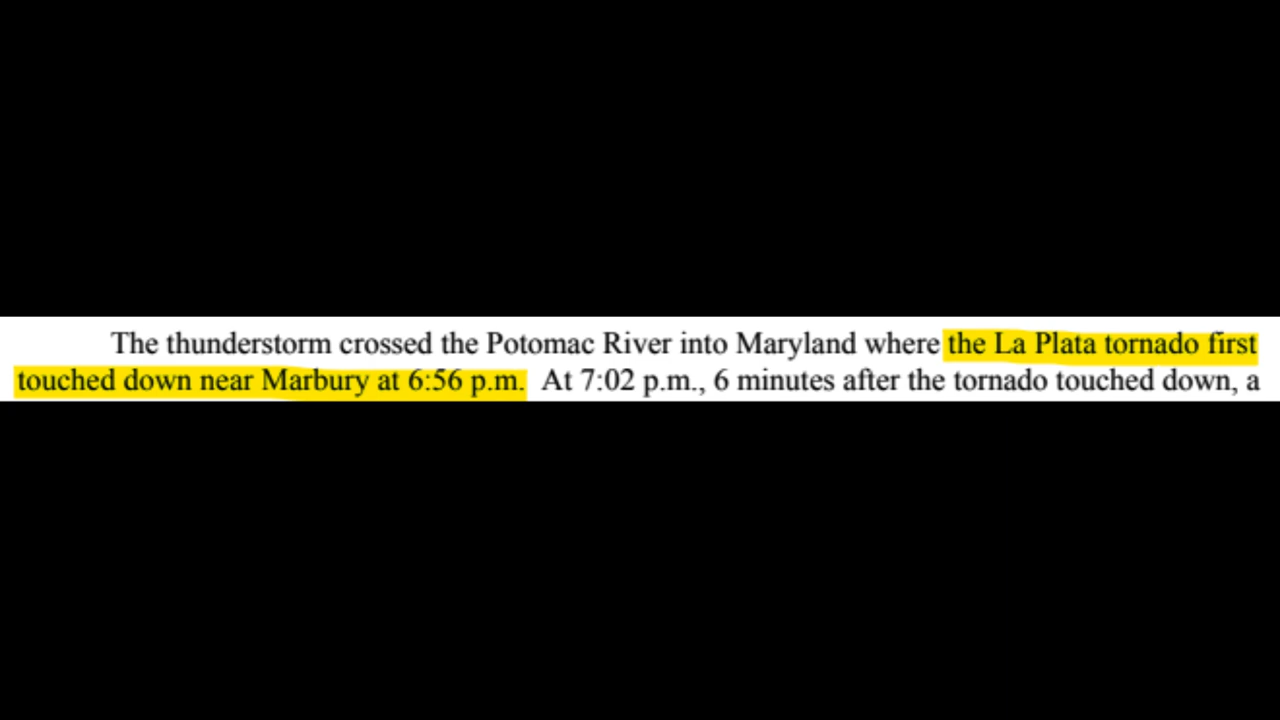 The thunderstorm crossed the Potomac River into Maryland where the La Plata tornado first
touched down near Marbury at 6:56 p.m.  At 7:02 p.m., 6 minutes after the tornado touched down, a